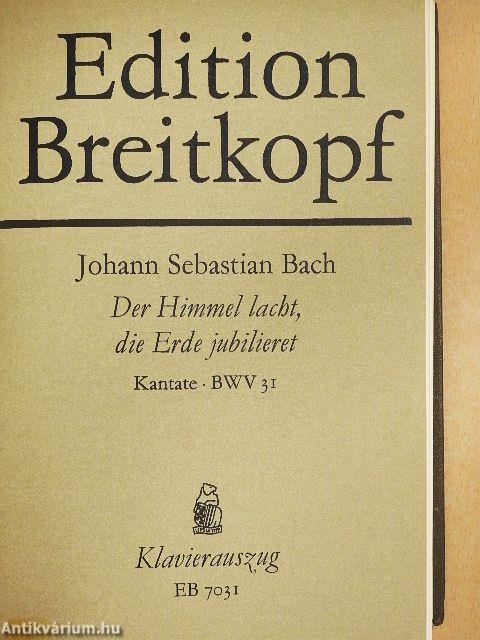 Edition
Breitkopf
Johann Sebastian Bach
Der Himmel lacht,
die Erde jubilieret
Kantate · BWV 31
Klavierauszug
EB 7031
Antikvárium.hu